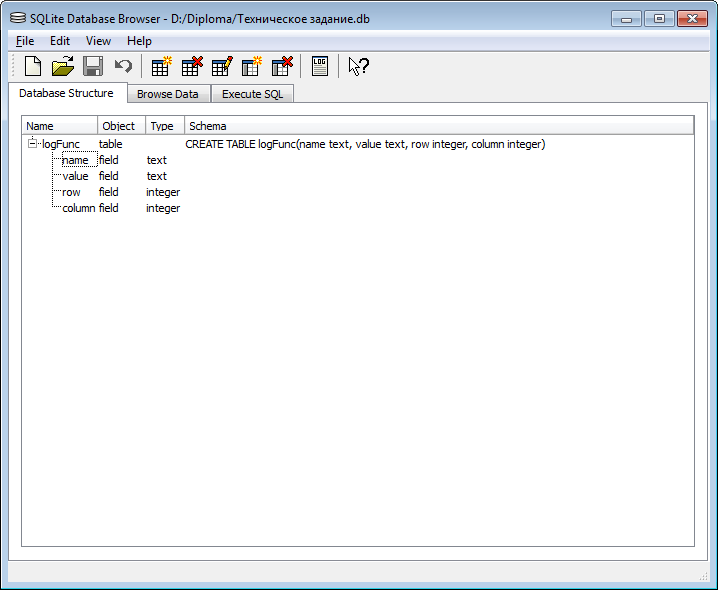 SQLite Database Browser - D:/Diploma/Техническое задание.db
File Edit View Help
LOG
Database Structure Browse Data Execute SQL
Name Object Type Schema
logFunc table CREATE TABLE logFunc(name text, value text, row integer, column integer)
name field text
value field text
row field integer
column field integer